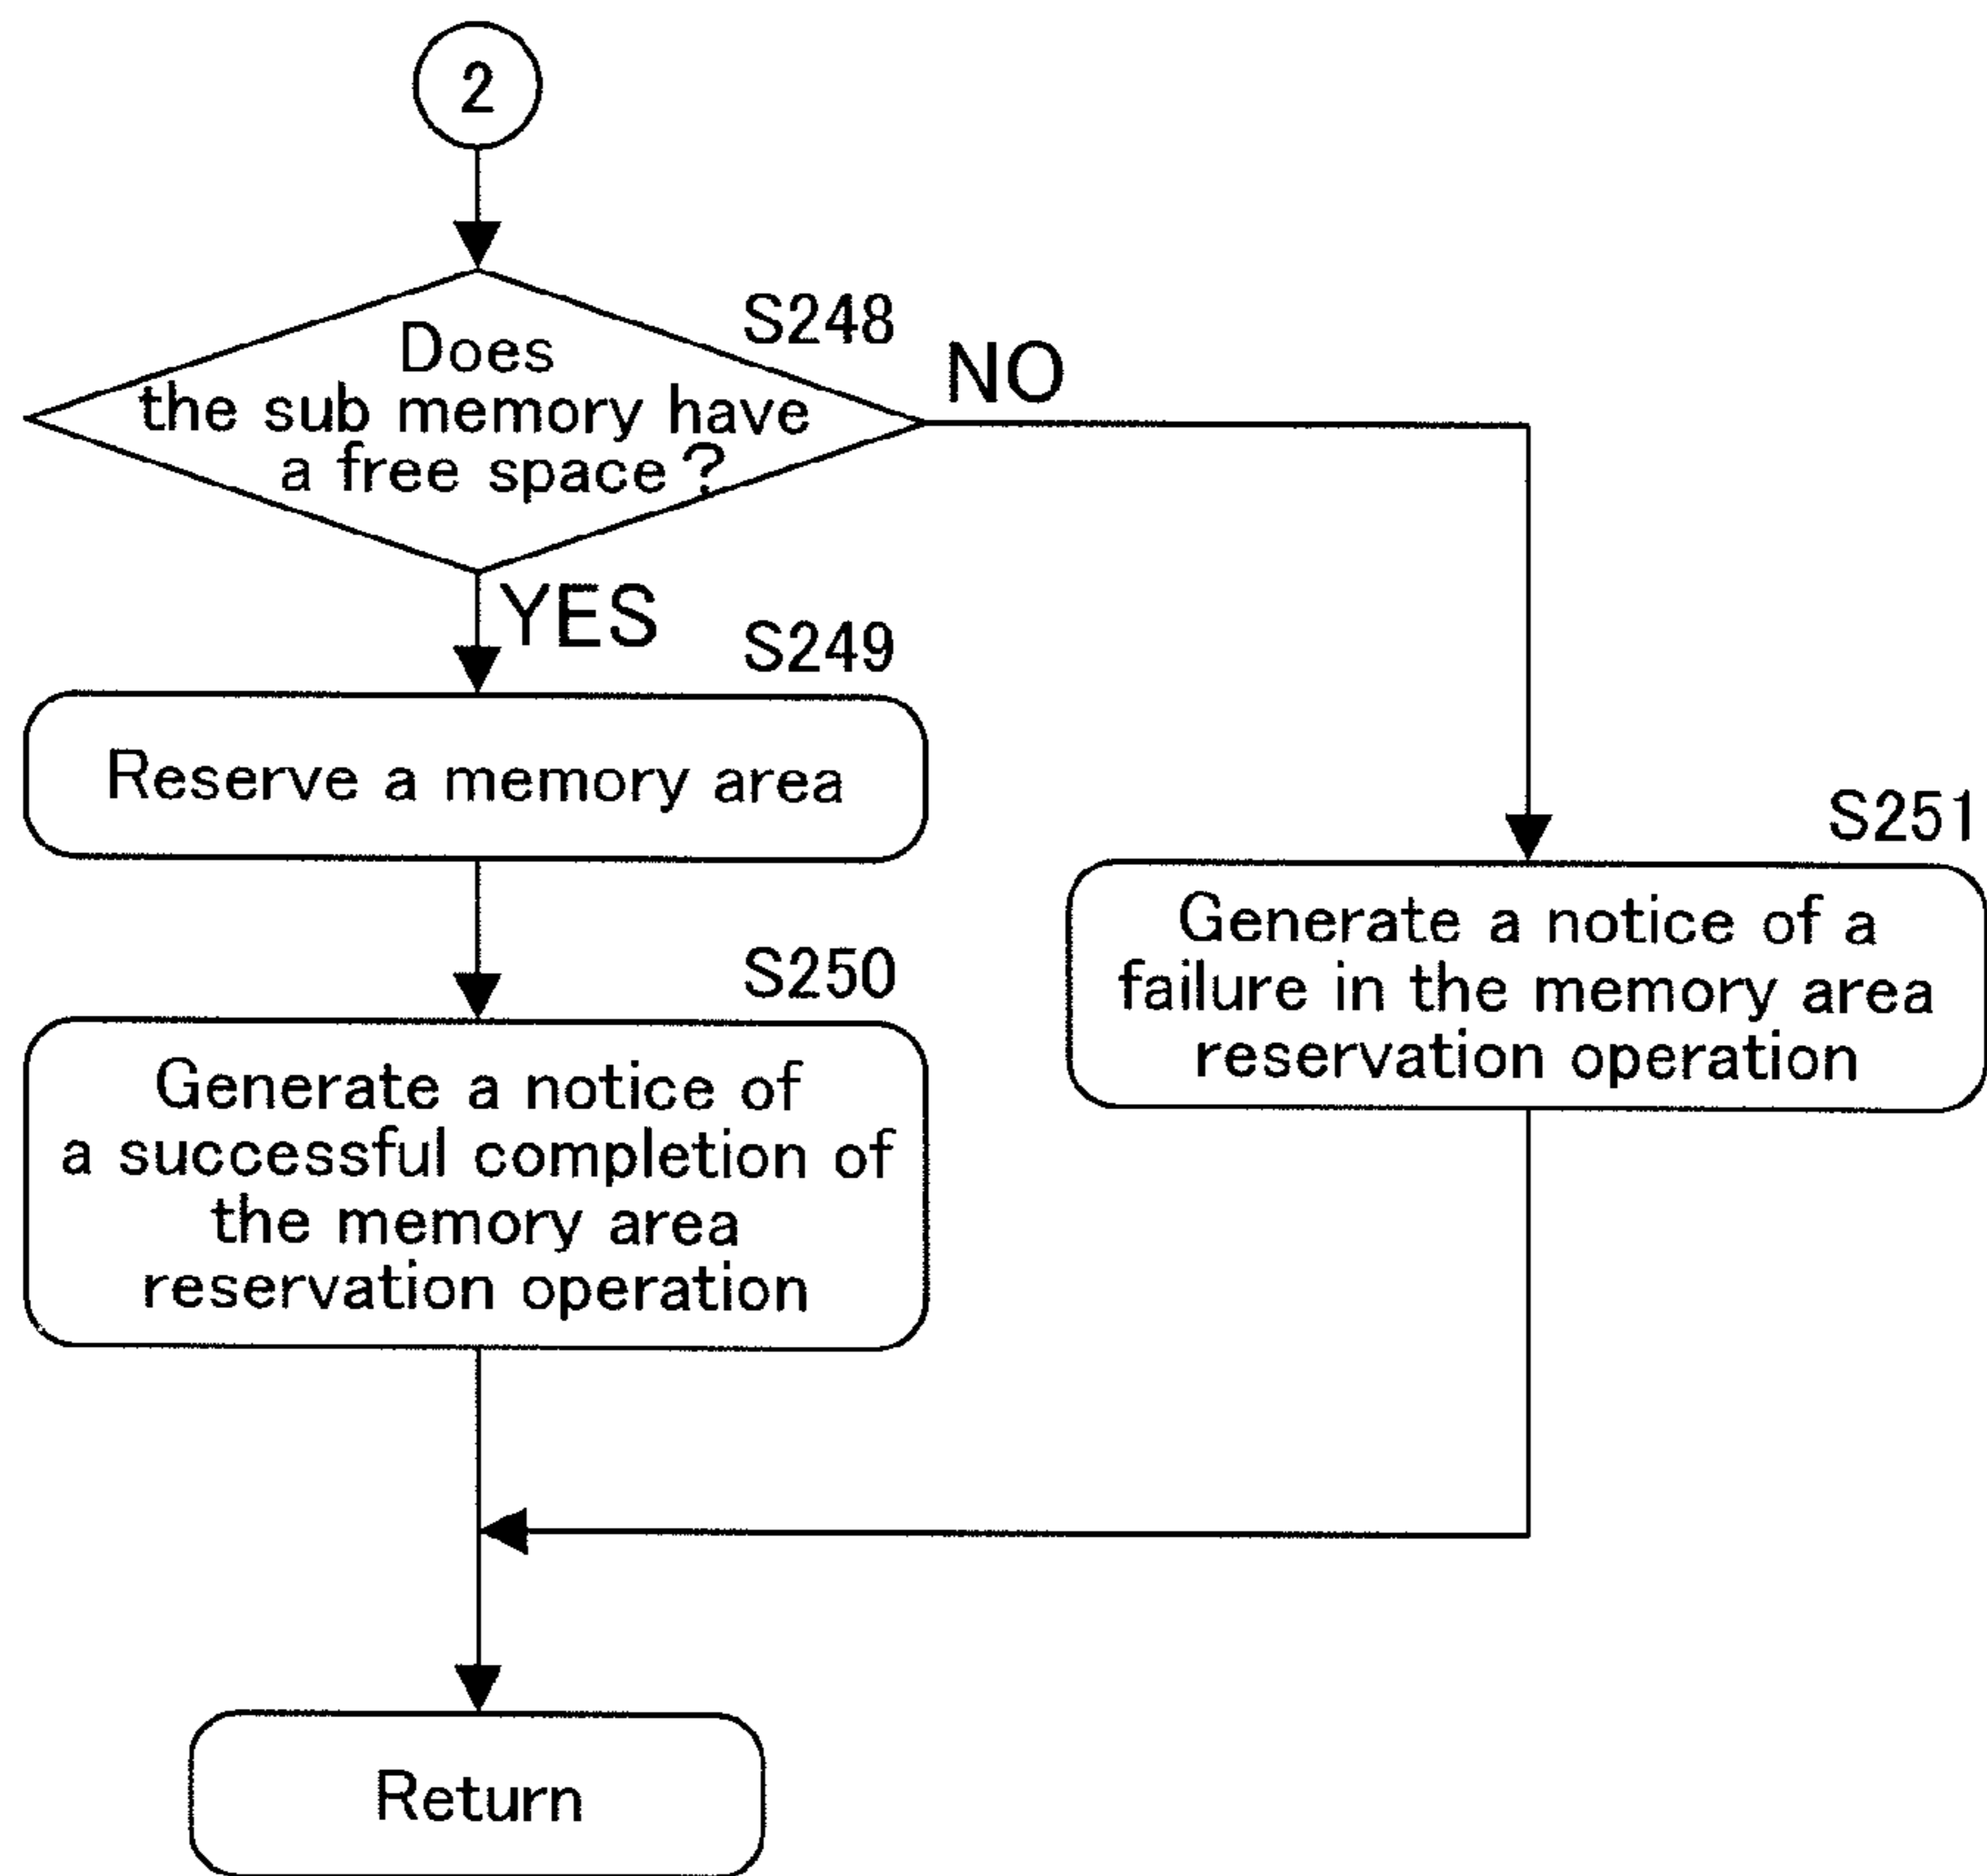 2
S248
Does
the sub memory have
a free space ?
NO
YES
S249
Reserve a memory area
S250
Generate a notice of
a successful completion of
the memory area
reservation operation
S251
Generate a notice of a
failure in the memory area
reservation operation
Return